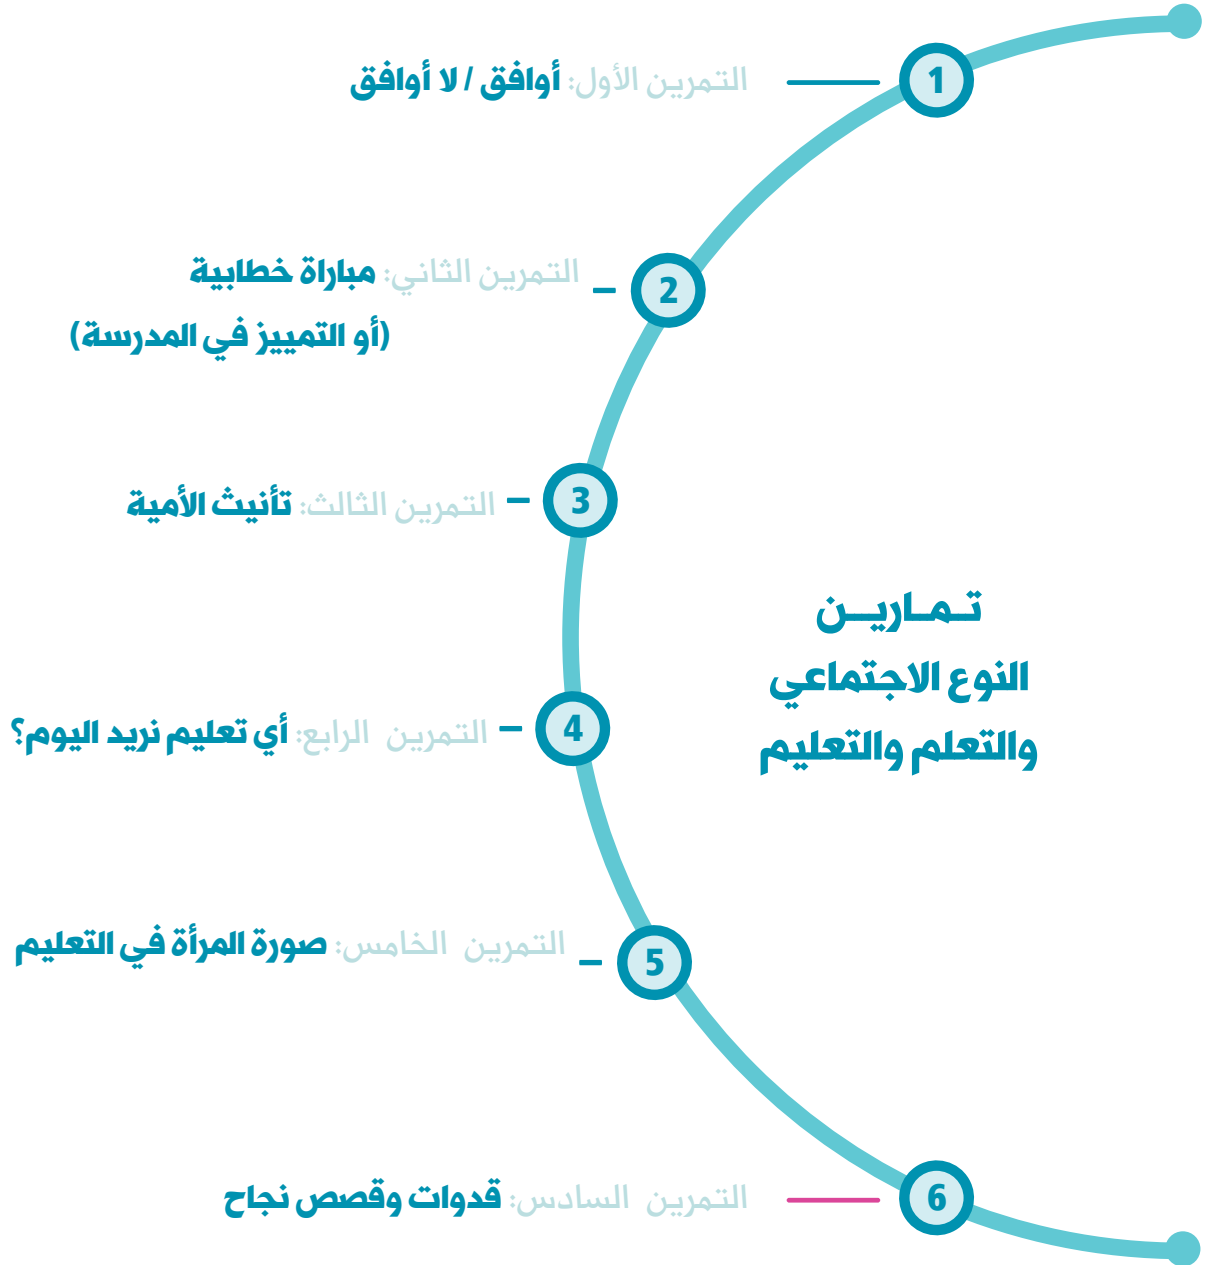 1
التمرين الأول: أوافق / لا أوافق
2
التمرين الثاني: مباراة خطابية
(أو التمييز في المدرسة)
3
التمرين الثالث: تأنيث الأمية
تـمـاريــن
النوع الاجتماعي
والتعلم والتعليم
4
التمرين الرابع: أي تعليم نريد اليوم؟
5
التمرين الخامس: صورة المرأة في التعليم
6
التمرين السادس: قدوات وقصص نجاح